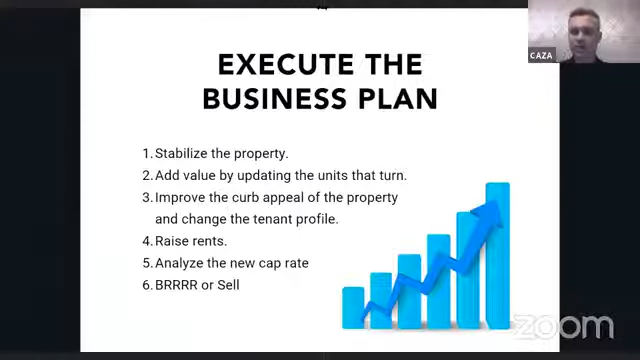 EXECUTE THE
BUSINESS PLAN
1. Stabilize the property.
2. Add value by updating the units that turn.
3. Improve the curb appeal of the property
and change the tenant profile.
4. Raise rents.
5. Analyze the new cap rate
6. BRRRR or Sell
CAZA
zoom